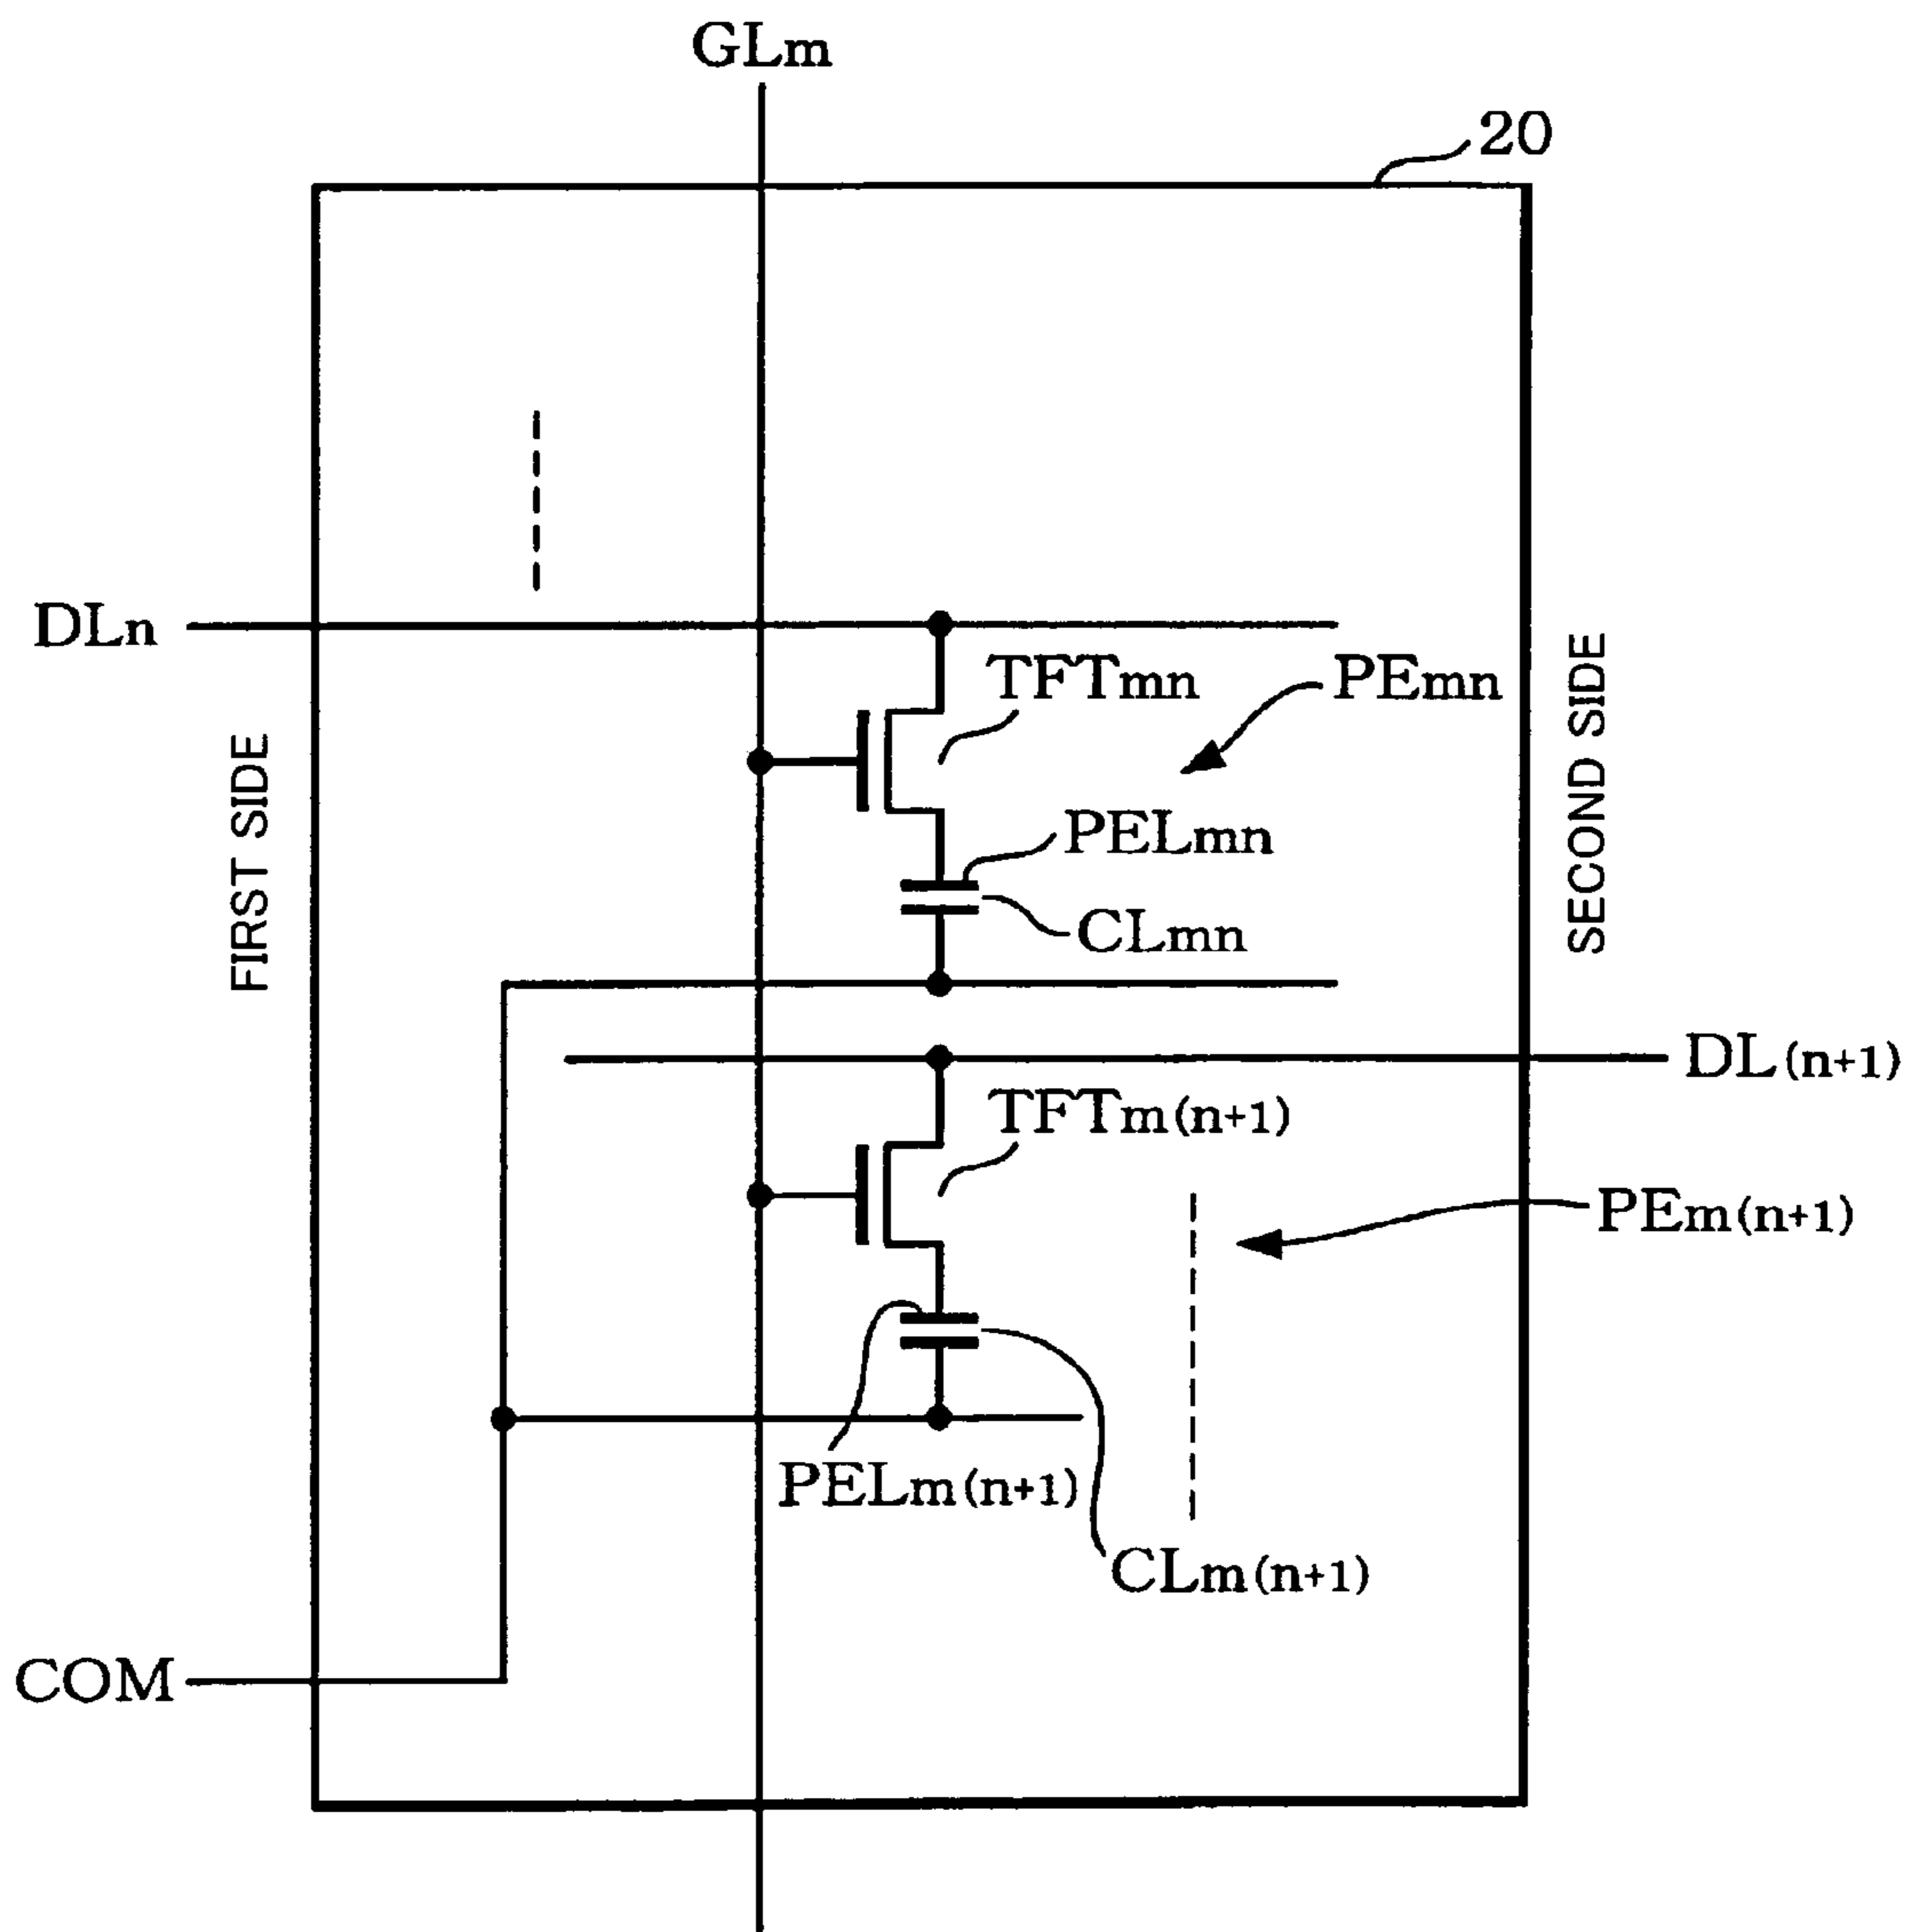 GLm
20
DLn
TFTmn
PEmn
FIRST SIDE
SECOND SIDE
PELmn
CLmn
DL(n+1)
TFTm(n+1)
PEm(n+1)
PELm(n+1)
CLm(n+1)
COM